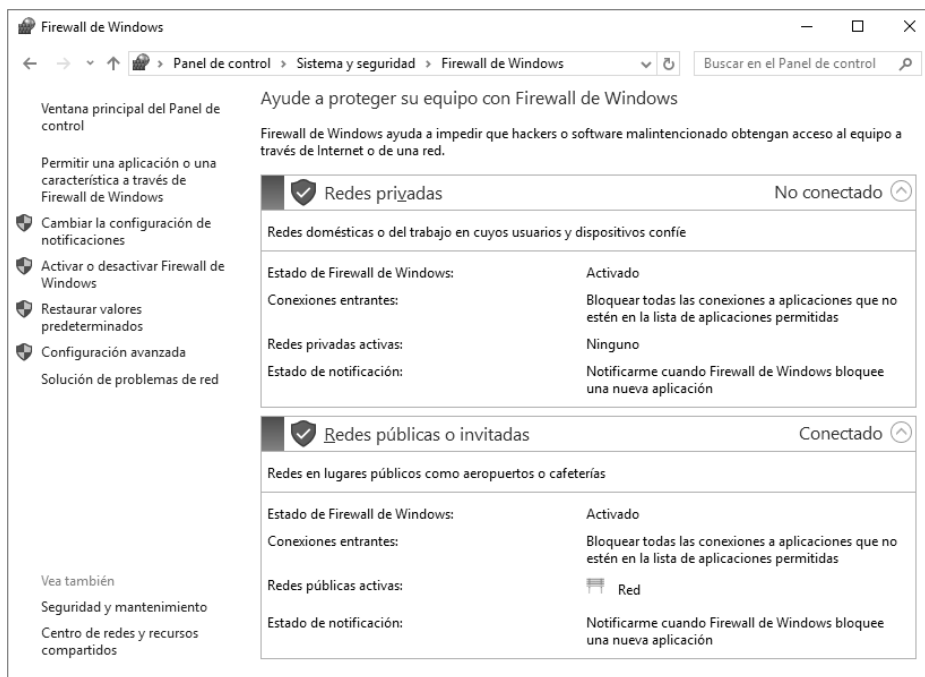 Firewall de Windows
Panel de control > Sistema y seguridad > Firewall de Windows
Buscar en el Panel de control
Ventana principal del Panel de
control
Permitir una aplicación o una
característica a través de
Firewall de Windows
Cambiar la configuración de
notificaciones
Activar o desactivar Firewall de
Windows
Restaurar valores
predeterminados
Configuración avanzada
Solución de problemas de red
Vea también
Seguridad y mantenimiento
Centro de redes y recursos
compartidos
Ayude a proteger su equipo con Firewall de Windows
Firewall de Windows ayuda a impedir que hackers o software malintencionado obtengan acceso al equipo a
través de Internet o de una red.
Redes privadas No conectado
Redes domésticas o del trabajo en cuyos usuarios y dispositivos confíe
Estado de Firewall de Windows: Activado
Conexiones entrantes: Bloquear todas las conexiones a aplicaciones que no
estén en la lista de aplicaciones permitidas
Redes privadas activas: Ninguno
Estado de notificación: Notificarme cuando Firewall de Windows bloquee
una nueva aplicación
Redes públicas o invitadas Conectado
Redes en lugares públicos como aeropuertos o cafeterías
Estado de Firewall de Windows: Activado
Conexiones entrantes: Bloquear todas las conexiones a aplicaciones que no
estén en la lista de aplicaciones permitidas
Redes públicas activas: Red
Estado de notificación: Notificarme cuando Firewall de Windows bloquee
una nueva aplicación